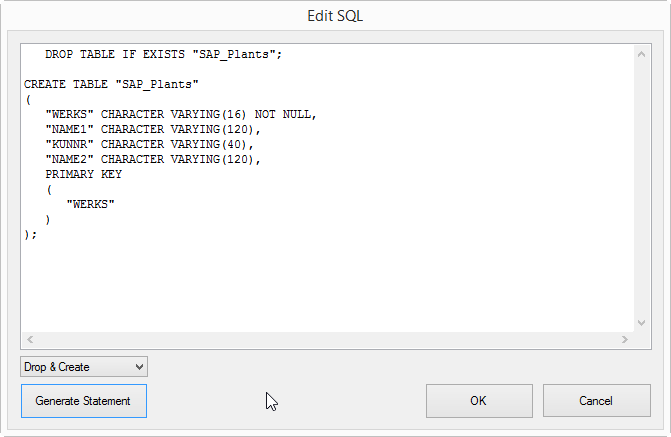 Edit SQL
DROP TABLE IF EXISTS "SAP_Plants";
CREATE TABLE "SAP_Plants"
(
"WERKS" CHARACTER VARYING(16) NOT NULL,
"NAME1" CHARACTER VARYING(120),
"KUNNR" CHARACTER VARYING(40),
"NAME2" CHARACTER VARYING(120),
PRIMARY KEY
(
"WERKS"
)
);
Drop & Create
Generate Statement
OK
Cancel